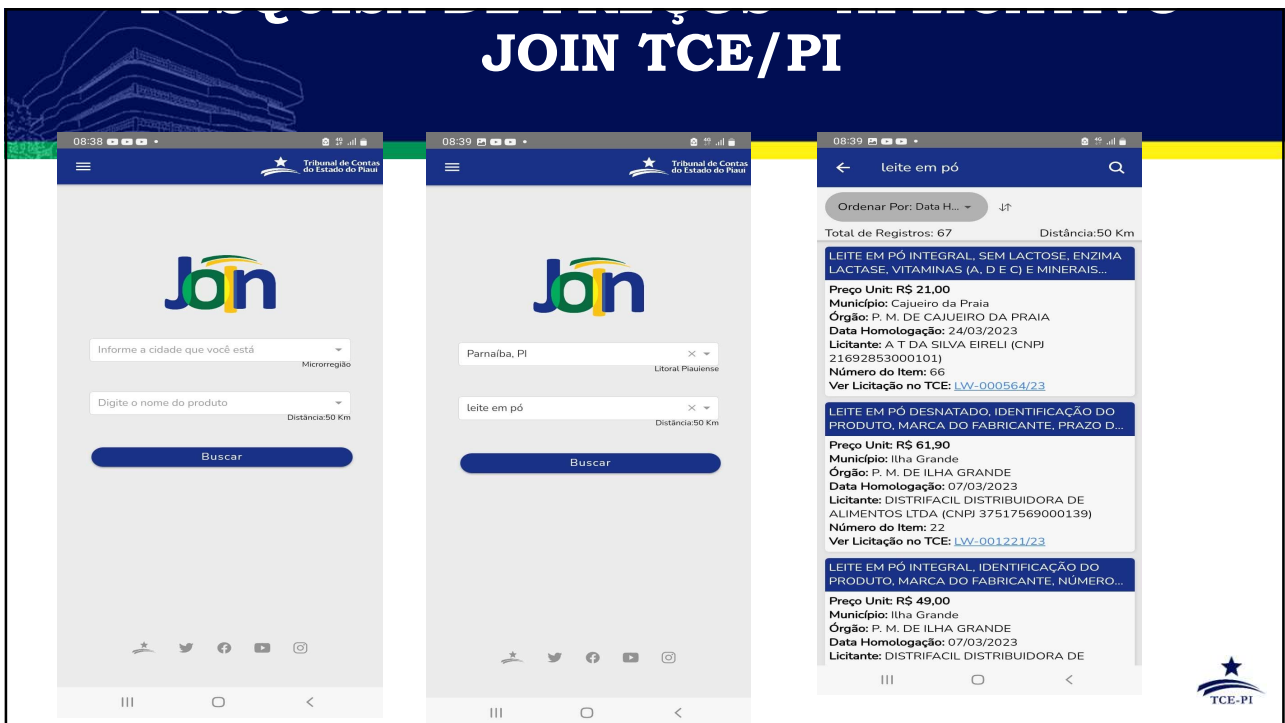 PESQUISA DE PREÇOS – APLICATIVO
JOIN TCE/PI
08:38
Tribunal de Contas
do Estado do Piauí
Join
Informe a cidade que você está
Microrregião
Digite o nome do produto
Distância:50 Km
Buscar
08:39
Tribunal de Contas
do Estado do Piauí
Join
Parnaíba, PI
Litoral Piauiense
leite em pó
Distância:50 Km
Buscar
08:39
leite em pó
Ordenar Por: Data H...
Total de Registros: 67 Distância:50 Km
LEITE EM PÓ INTEGRAL, SEM LACTOSE, ENZIMA
LACTASE, VITAMINAS (A, D E C) E MINERAIS...
Preço Unit: R$ 21,00
Município: Cajueiro da Praia
Órgão: P. M. DE CAJUEIRO DA PRAIA
Data Homologação: 24/03/2023
Licitante: A T DA SILVA EIRELI (CNPJ
21692853000101)
Número do Item: 66
Ver Licitação no TCE: LW-000564/23
LEITE EM PÓ DESNATADO, IDENTIFICAÇÃO DO
PRODUTO, MARCA DO FABRICANTE, PRAZO D...
Preço Unit: R$ 61,90
Município: Ilha Grande
Órgão: P. M. DE ILHA GRANDE
Data Homologação: 07/03/2023
Licitante: DISTRIFACIL DISTRIBUIDORA DE
ALIMENTOS LTDA (CNPJ 37517569000139)
Número do Item: 22
Ver Licitação no TCE: LW-001221/23
LEITE EM PÓ INTEGRAL, IDENTIFICAÇÃO DO
PRODUTO, MARCA DO FABRICANTE, NÚMERO...
Preço Unit: R$ 49,00
Município: Ilha Grande
Órgão: P. M. DE ILHA GRANDE
Data Homologação: 07/03/2023
Licitante: DISTRIFACIL DISTRIBUIDORA DE
TCE-PI